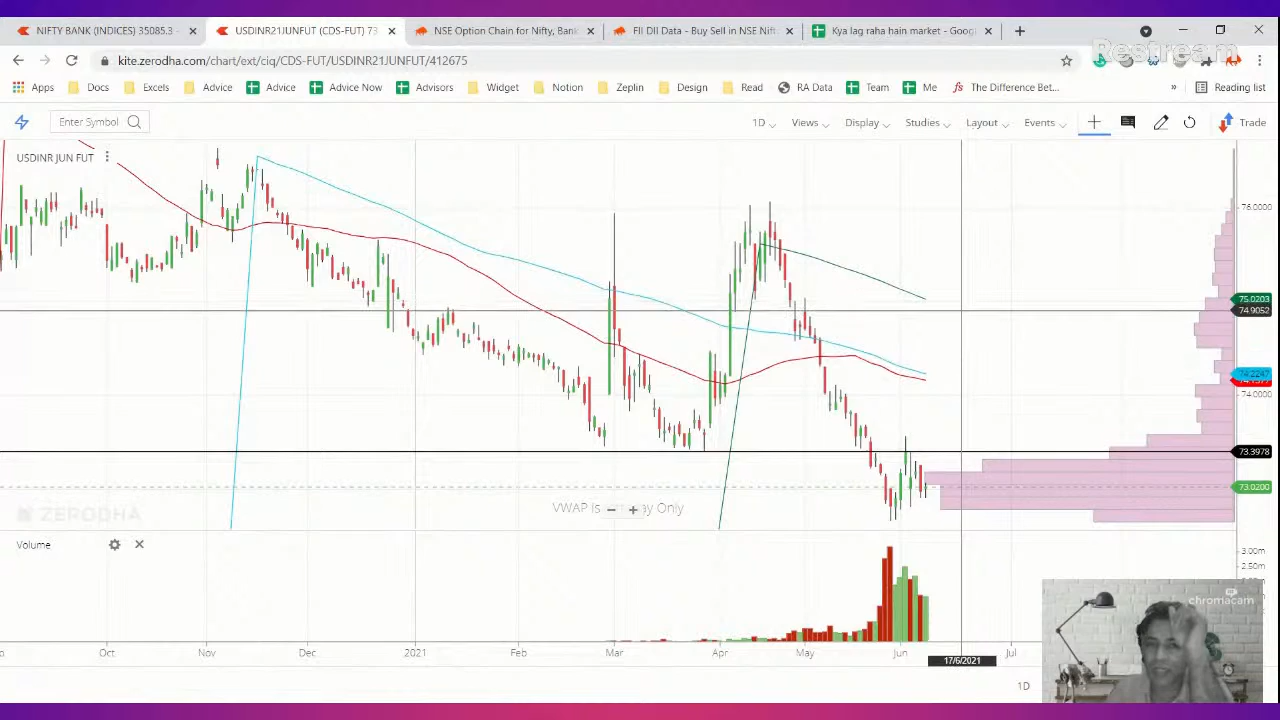 NIFTY BANK (INDICES) 35085.3
USDINR21JUNFUT (CDS-FUT) 73
NSE Option Chain for Nifty, Bank
FII DII Data - Buy Sell in NSE Nift
Kya lag raha hain market - Goog
Restream
kite.zerodha.com/chart/ext/ciq/CDS-FUT/USDINR21JUNFUT/412675
Apps
Docs
Execls
Advice
Advice
Advice Now
Advisors
Widget
Notion
Zeplin
Design
Read
RA Data
Team
Me
The Difference Bet...
»
Reading list
Enter Symbol
1D
Views
Display
Studies
Layout
Events
Trade
USDINR JUN FUT
76.0000
75.0203
74.9052
74.2247
74.0000
73.3978
73.0200
ZERODHA
VWAP is
ay Only
Volume
3.00m
2.50m
chromacam
Oct
Nov
Dec
2021
Feb
Mar
Apr
May
Jun
17/6/2021
Jul
1D